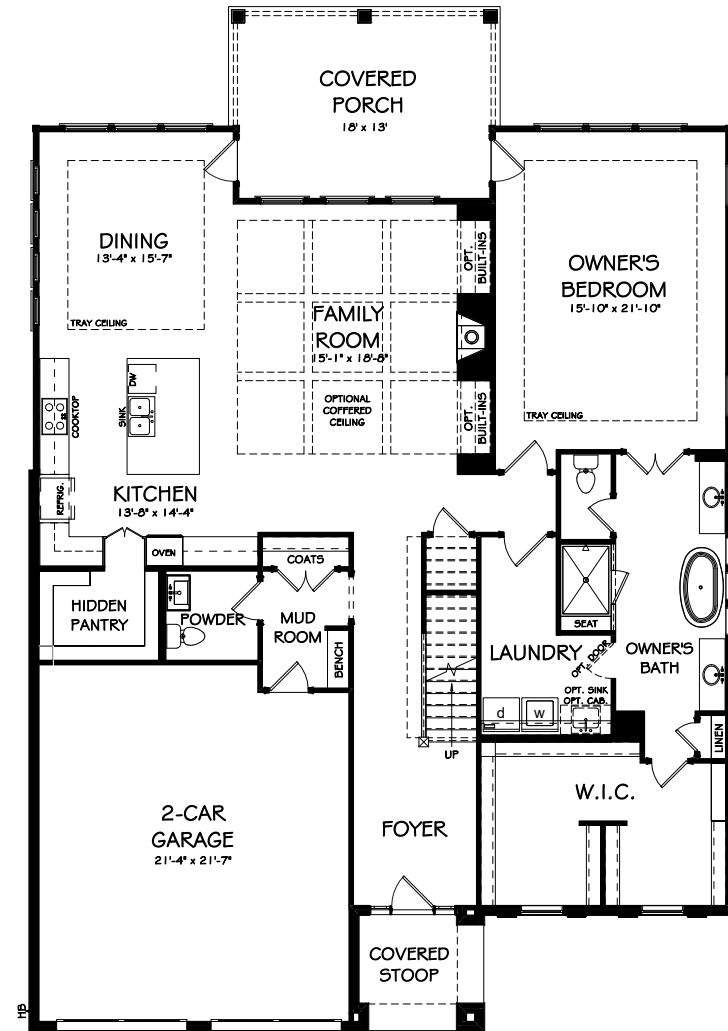 COVERED
PORCH
18' x 13'
DINING
13'-4" x 15'-7"
TRAY CEILING
OPT.
BUILT-INS
FAMILY
ROOM
15'-1" x 18'-8"
OPTIONAL
COFFERED
CEILING
OPT.
BUILT-INS
OWNER'S
BEDROOM
15'-10" x 21'-10"
TRAY CEILING
DW
SINK
COOKTOP
REFRIG.
KITCHEN
13'-8" x 14'-4"
OVEN
COATS
HIDDEN
PANTRY
POWDER
MUD
ROOM
BENCH
LAUNDRY
OPT. DOOR
SEAT
OWNER'S
BATH
OPT. SINK
OPT. CAB.
d
w
UP
LINEN
W.I.C.
2-CAR
GARAGE
21'-4" x 21'-7"
FOYER
COVERED
STOOP
HB